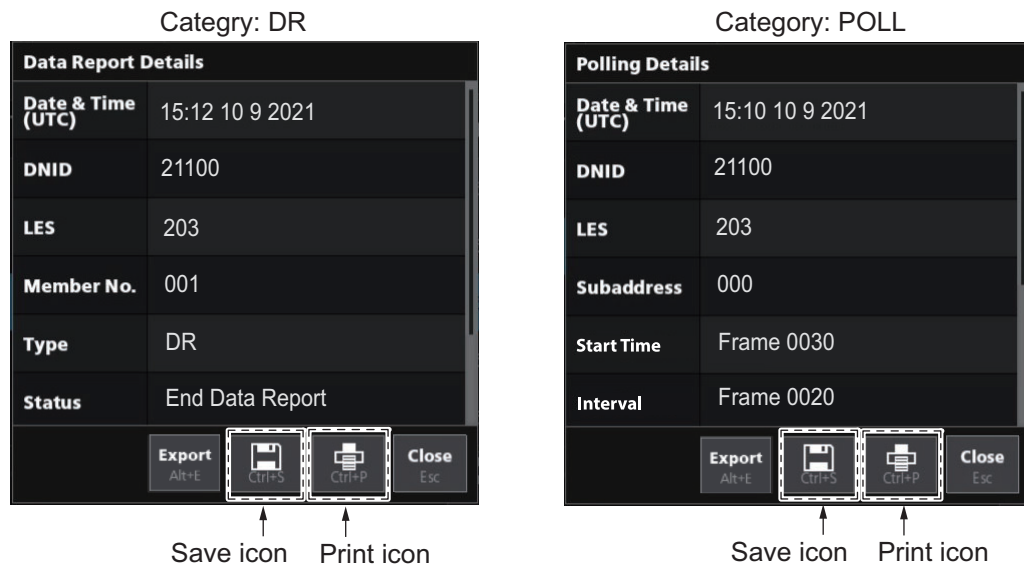 Categry: DR
Data Report Details
Date & Time
(UTC)
15:12 10 9 2021
DNID
21100
LES
203
Member No.
001
Type
DR
Status
End Data Report
Export
Alt+E
Ctrl+S
Ctrl+P
Close
Esc
Save icon
Print icon
Category: POLL
Polling Details
Date & Time
(UTC)
15:10 10 9 2021
DNID
21100
LES
203
Subaddress
000
Start Time
Frame 0030
Interval
Frame 0020
Export
Alt+E
Ctrl+S
Ctrl+P
Close
Esc
Save icon
Print icon